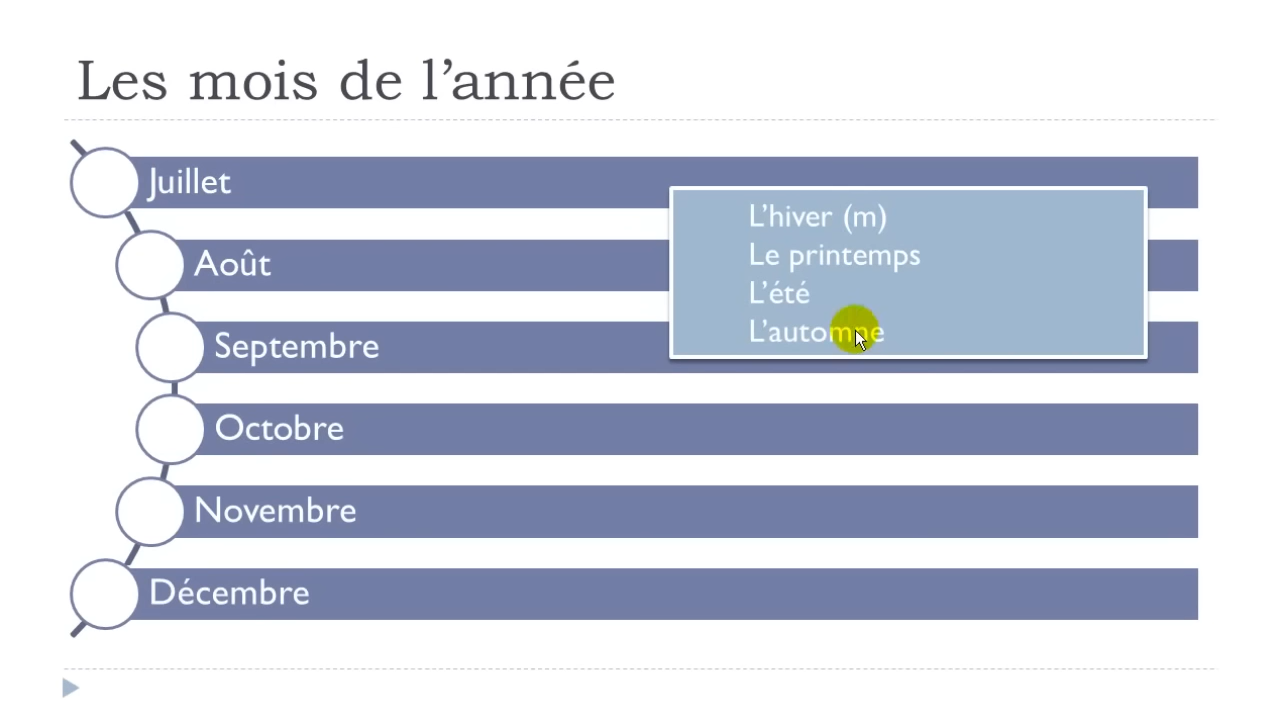 Les mois de l’année
Juillet
Août
Septembre
Octobre
Novembre
Décembre
L’hiver (m)
Le printemps
L’été
L’automne